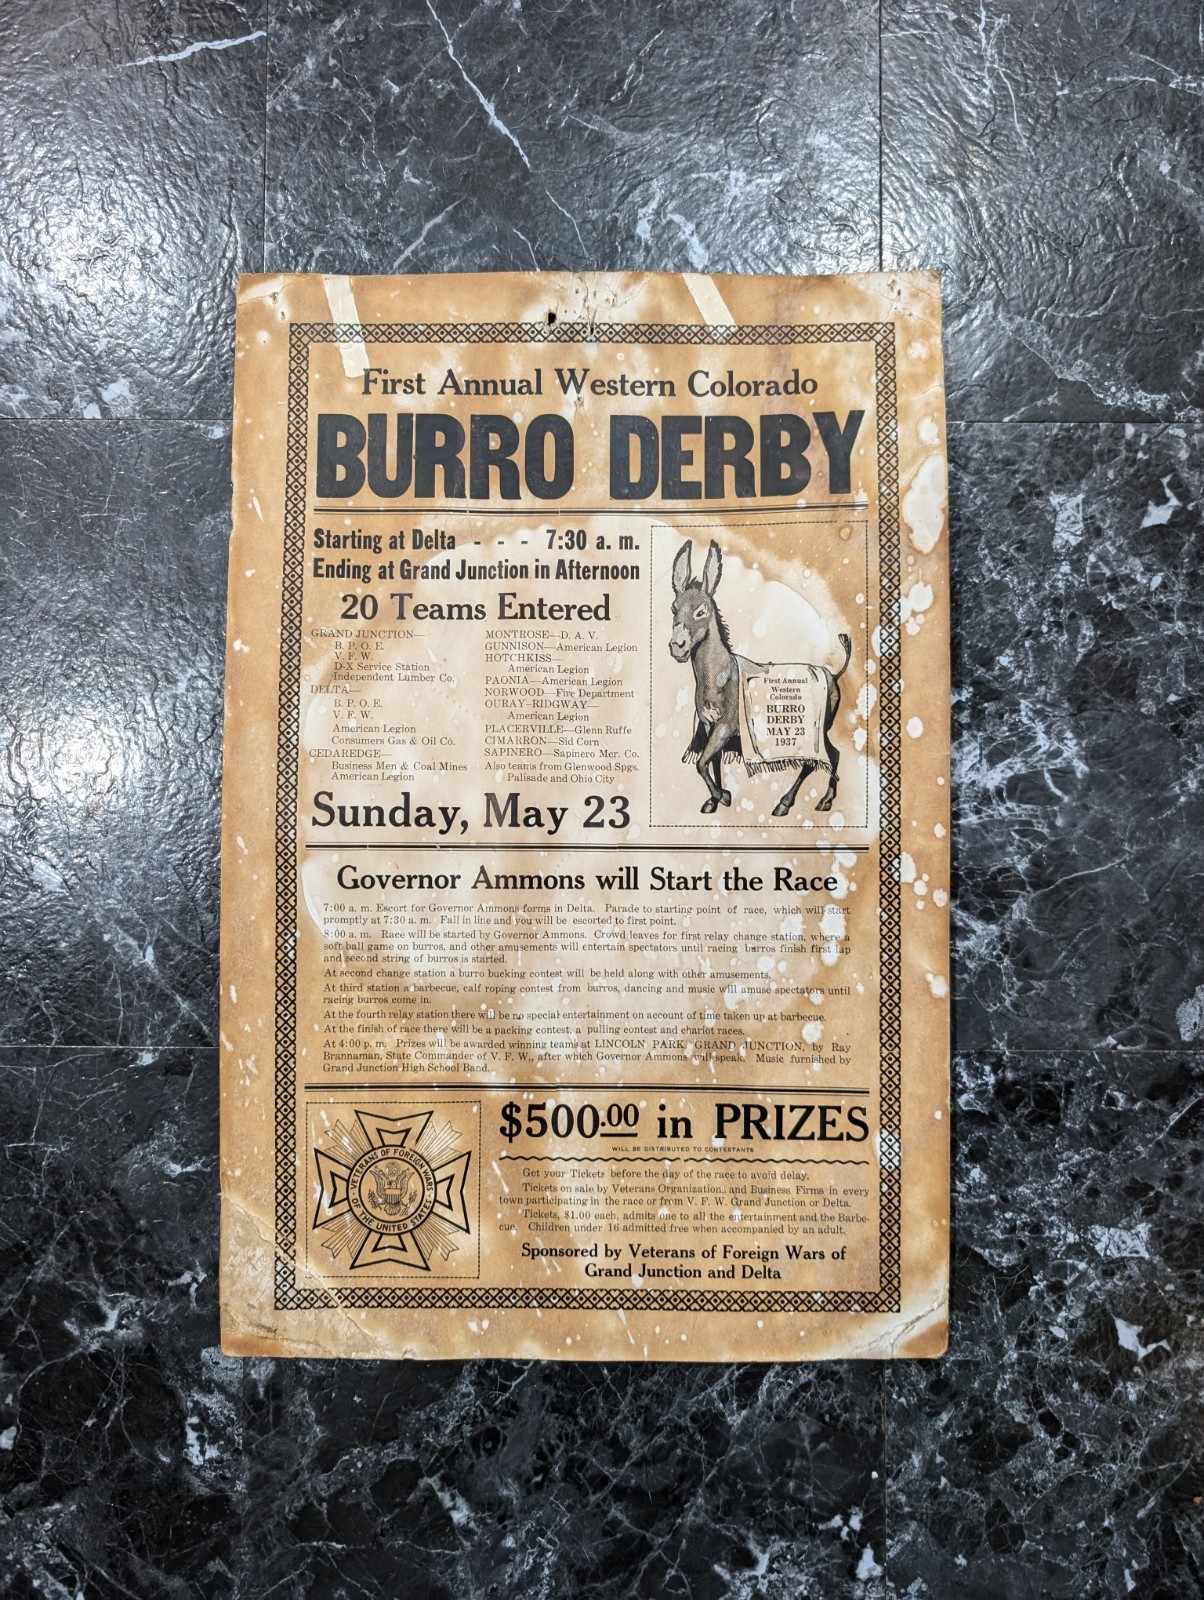 First Annual Western Colorado
BURRO DERBY
Starting at Delta - - - 7:30 a. m.
Ending at Grand Junction in Afternoon
20 Teams Entered
GRAND JUNCTION—
B. P. O. E.
V. F. W.
D-X Service Station
Independent Lumber Co.
DELTA—
B. P. O. E.
V. F. W.
American Legion
Consumers Gas & Oil Co.
CEDAREDGE—
Business Men & Coal Mines
American Legion
MONTROSE—D. A. V.
GUNNISON—American Legion
HOTCHKISS—
American Legion
PAONIA—American Legion
NORWOOD—Fire Department
OURAY–RIDGWAY—
American Legion
PLACERVILLE—Glenn Ruffe
CIMARRON—Sid Corn
SAPINERO—Sapinero Mer. Co.
Also teams from Glenwood Spgs.
Palisade and Ohio City
Sunday, May 23
First Annual
Western
Colorado
BURRO
DERBY
MAY 23
1937
Governor Ammons will Start the Race
7:00 a. m. Escort for Governor Ammons forms in Delta. Parade to starting point of race, which will start
promptly at 7:30 a. m. Fall in line and you will be escorted to first point.
8:00 a. m. Race will be started by Governor Ammons. Crowd leaves for first relay change station, where a
soft ball game on burros, and other amusements will entertain spectators until racing burros finish first lap
and second string of burros is started.
At second change station a burro bucking contest will be held along with other amusements.
At third station a barbecue, calf roping contest from burros, dancing and music will amuse spectators until
racing burros come in.
At the fourth relay station there will be no special entertainment on account of time taken up at barbecue.
At the finish of race there will be a packing contest, a pulling contest and chariot races.
At 4:00 p. m. Prizes will be awarded winning teams at LINCOLN PARK, GRAND JUNCTION, by Ray
Brannaman, State Commander of V. F. W., after which Governor Ammons will speak. Music furnished by
Grand Junction High School Band.
VETERANS OF FOREIGN WARS
OF THE UNITED STATES
$500.00 in PRIZES
WILL BE DISTRIBUTED TO CONTESTANTS
Get your Tickets before the day of the race to avoid delay.
Tickets on sale by Veterans Organizations and Business Firms in every
town participating in the race or from V. F. W. Grand Junction or Delta.
Tickets, $1.00 each, admits one to all the entertainment and the Barbe-
cue. Children under 16 admitted free when accompanied by an adult.
Sponsored by Veterans of Foreign Wars of
Grand Junction and Delta